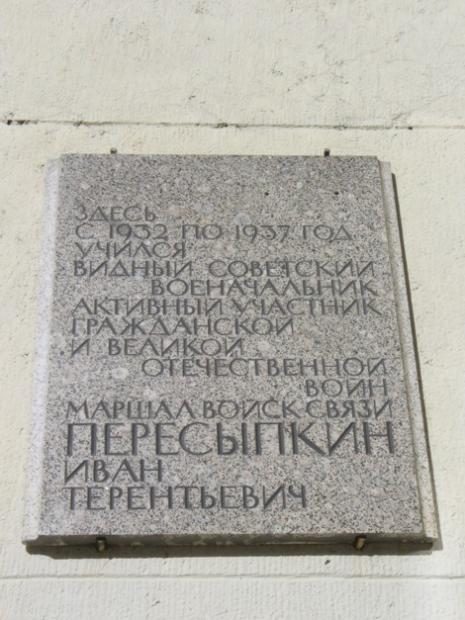 ЗДЕСЬ
С 1932 ПО 1937 ГОД
УЧИЛСЯ
ВИДНЫЙ СОВЕТСКИЙ
ВОЕНАЧАЛЬНИК
АКТИВНЫЙ УЧАСТНИК
ГРАЖДАНСКОЙ
И ВЕЛИКОЙ
ОТЕЧЕСТВЕННОЙ
ВОЙН
МАРШАЛ ВОЙСК СВЯЗИ
ПЕРЕСЫПКИН
ИВАН
ТЕРЕНТЬЕВИЧ